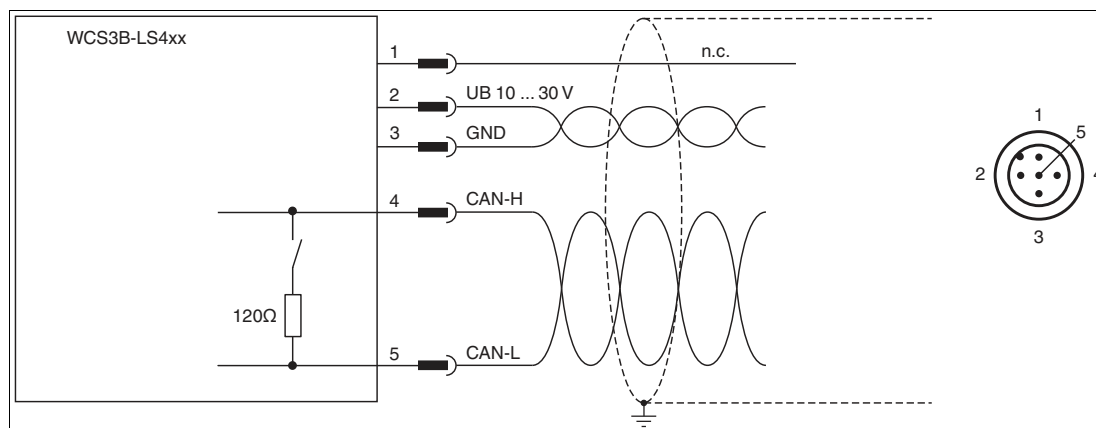 WCS3B-LS4xx
1
n.c.
2
UB 10 ... 30 V
3
GND
4
CAN-H
120Ω
5
CAN-L
1
5
2
4
3